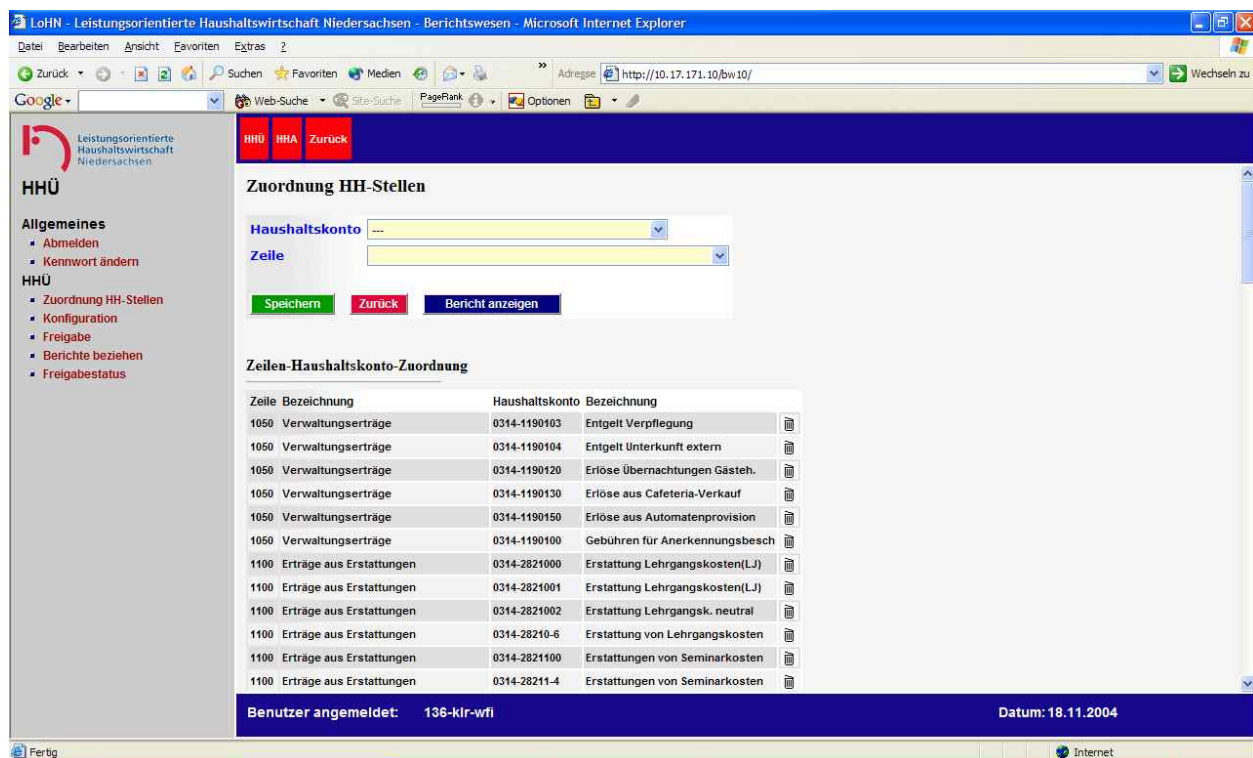 LoHN - Leistungsorientierte Haushaltswirtschaft Niedersachsen - Berichtswesen - Microsoft Internet Explorer
Datei Bearbeiten Ansicht Favoriten Extras ?
Zurück Suchen Favoriten Medien » Adresse http://10.17.171.10/bw10/ Wechseln zu
Google Web-Suche Site-Suche PageRank Optionen
Leistungsorientierte
Haushaltswirtschaft
Niedersachsen
HHÜ HHA Zurück
HHÜ
Allgemeines
Abmelden
Kennwort ändern
HHÜ
Zuordnung HH-Stellen
Konfiguration
Freigabe
Berichte beziehen
Freigabestatus
Zuordnung HH-Stellen
Haushaltskonto ---
Zeile
Speichern Zurück Bericht anzeigen
Zeilen-Haushaltskonto-Zuordnung
Zeile Bezeichnung Haushaltskonto Bezeichnung
1050 Verwaltungserträge 0314-1190103 Entgelt Verpflegung
1050 Verwaltungserträge 0314-1190104 Entgelt Unterkunft extern
1050 Verwaltungserträge 0314-1190120 Erlöse Übernachtungen Gästeh.
1050 Verwaltungserträge 0314-1190130 Erlöse aus Cafeteria-Verkauf
1050 Verwaltungserträge 0314-1190150 Erlöse aus Automatenprovision
1050 Verwaltungserträge 0314-1190100 Gebühren für Anerkennungsbesch
1100 Erträge aus Erstattungen 0314-2821000 Erstattung Lehrgangskosten(LJ)
1100 Erträge aus Erstattungen 0314-2821001 Erstattung Lehrgangskosten(LJ)
1100 Erträge aus Erstattungen 0314-2821002 Erstattung Lehrgangsk. neutral
1100 Erträge aus Erstattungen 0314-28210-6 Erstattung von Lehrgangskosten
1100 Erträge aus Erstattungen 0314-2821100 Erstattungen von Seminarkosten
1100 Erträge aus Erstattungen 0314-28211-4 Erstattungen von Seminarkosten
Benutzer angemeldet: 136-klr-wfi Datum: 18.11.2004
Fertig Internet